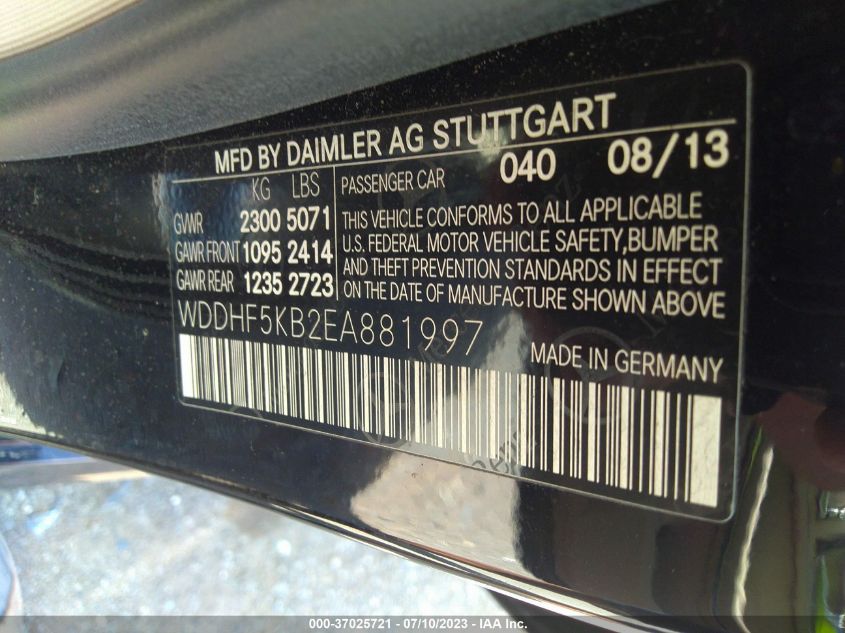 MFD BY DAIMLER AG STUTTGART
KG LBS
GVWR 2300 5071
GAWR FRONT 1095 2414
GAWR REAR 1235 2723
PASSENGER CAR 040 08/13
THIS VEHICLE CONFORMS TO ALL APPLICABLE
U.S. FEDERAL MOTOR VEHICLE SAFETY,BUMPER
AND THEFT PREVENTION STANDARDS IN EFFECT
ON THE DATE OF MANUFACTURE SHOWN ABOVE
WDDHF5KB2EA881997
MADE IN GERMANY
000-37025721 - 07/10/2023 - IAA Inc.